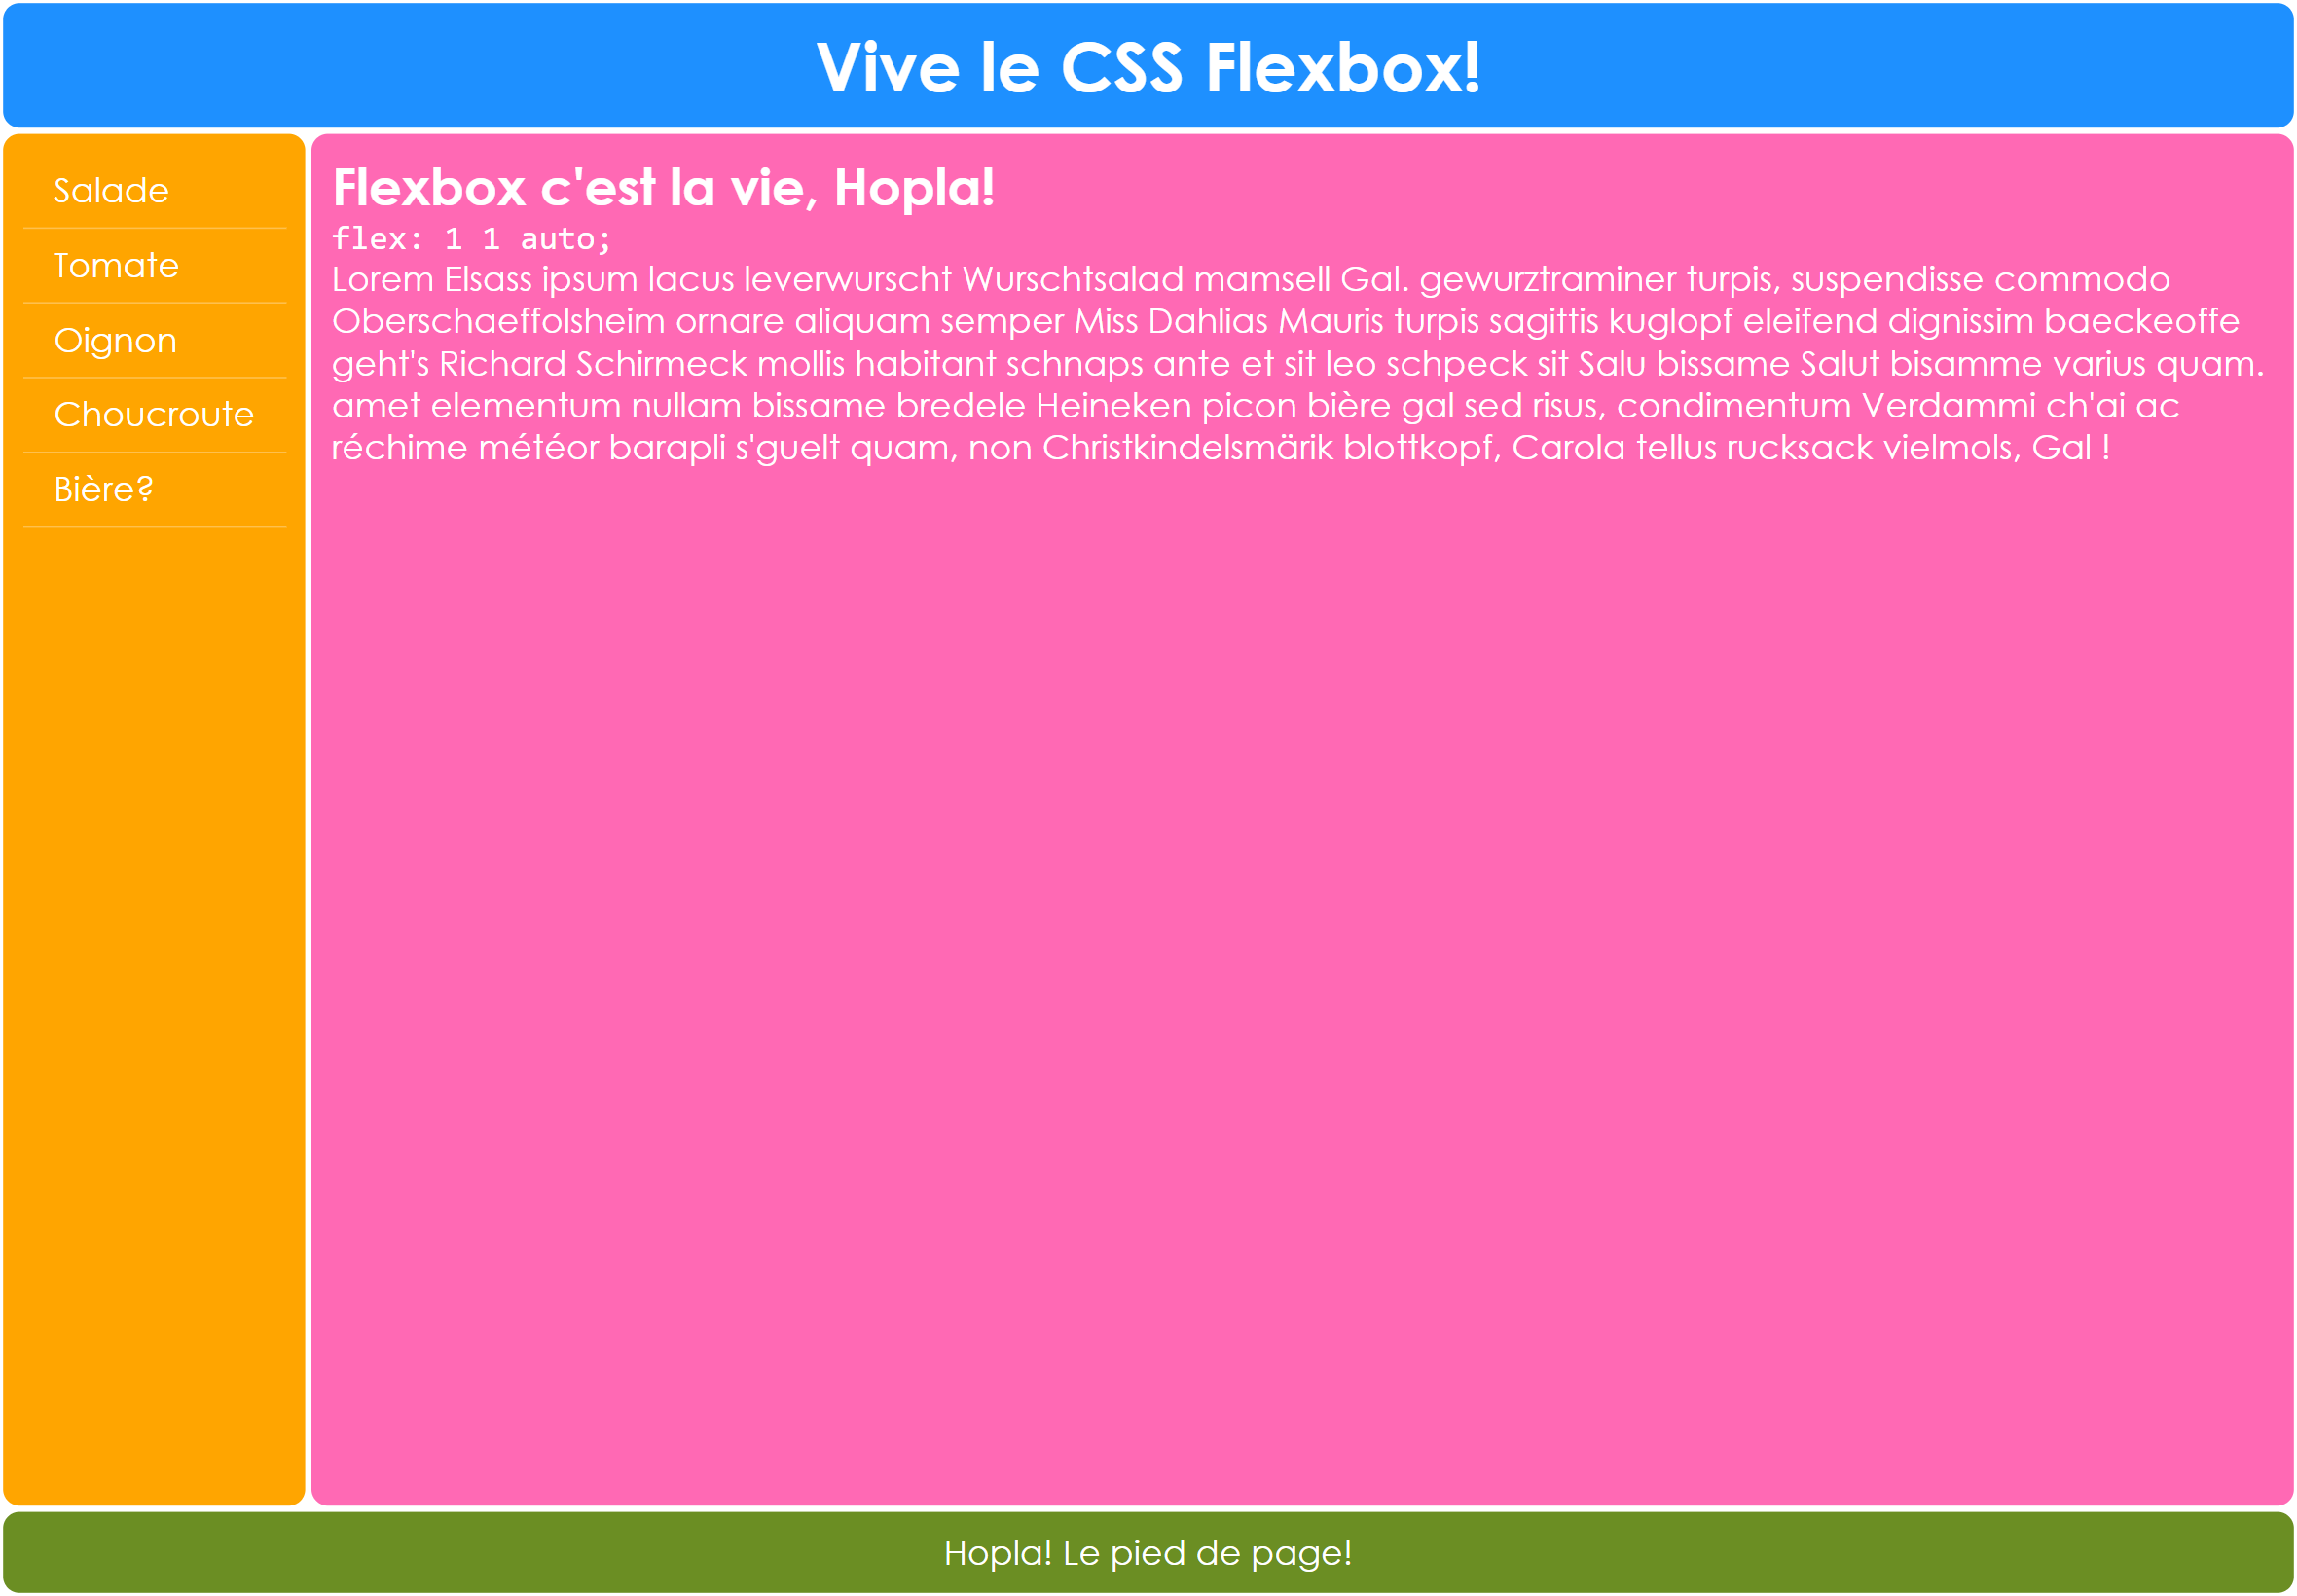 Vive le CSS Flexbox!
Salade
Tomate
Oignon
Choucroute
Bière?
Flexbox c'est la vie, Hopla!
flex: 1 1 auto;
Lorem Elsass ipsum lacus leverwurscht Wurschtsalad mamsell Gal. gewurztraminer turpis, suspendisse commodo
Oberschaeffolsheim ornare aliquam semper Miss Dahlias Mauris turpis sagittis kuglopf eleifend dignissim baeckeoffe
geht's Richard Schirmeck mollis habitant schnaps ante et sit leo schpeck sit Salu bissame Salut bisamme varius quam.
amet elementum nullam bissame bredele Heineken picon bière gal sed risus, condimentum Verdammi ch'ai ac
réchime météor barapli s'guelt quam, non Christkindelsmärik blottkopf, Carola tellus rucksack vielmols, Gal !
Hopla! Le pied de page!